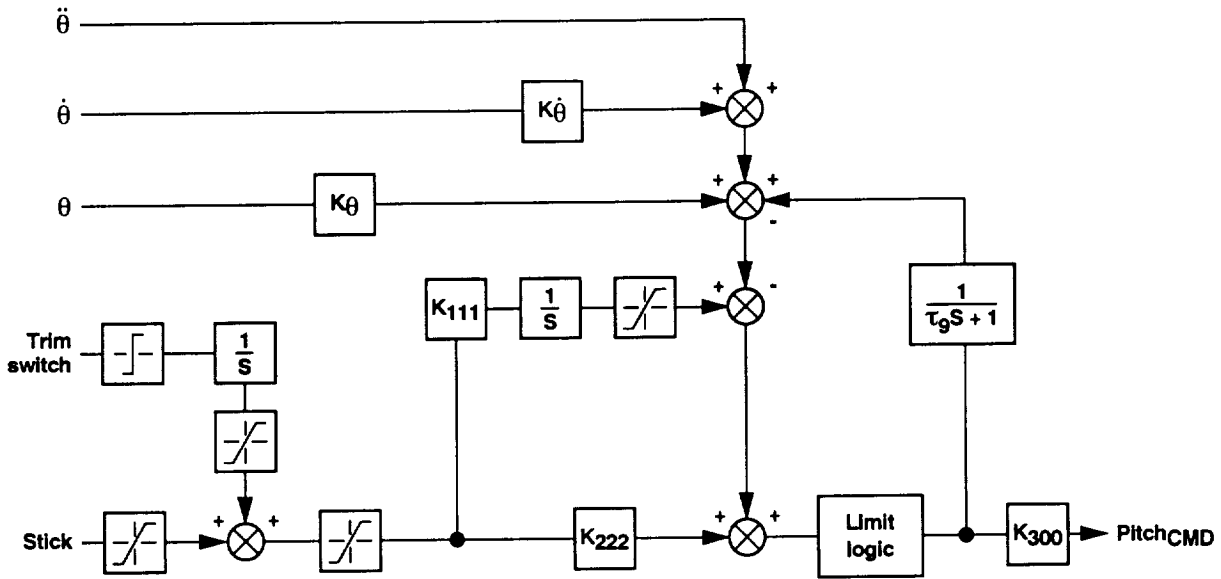 θ̈
+ +
θ̇
Kθ̇
+ +
θ
Kθ
-
K111
1
S
+ -
1
τ9S + 1
Trim
switch
1
S
+ +
+ +
Stick
K222
Limit
logic
K300
PitchCMD